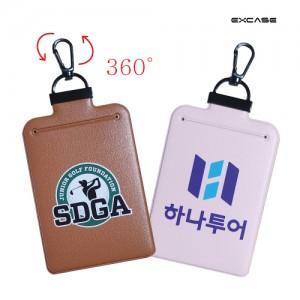 EXCASE
360°
JUNIOR GOLF FOUNDATION
SDGA
하나투어